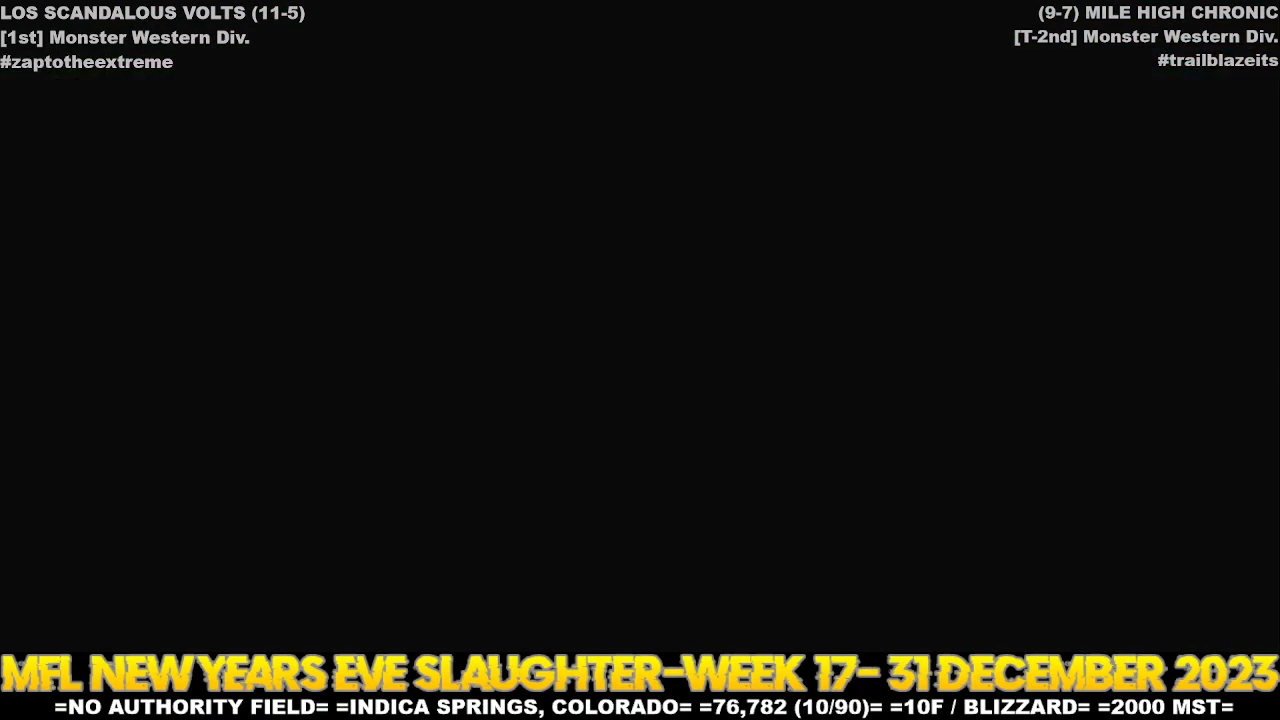 LOS SCANDALOUS VOLTS (11-5)
[1st] Monster Western Div.
#zaptotheextreme
(9-7) MILE HIGH CHRONIC
[T-2nd] Monster Western Div.
#trailblazeits
MFL NEW YEARS EVE SLAUGHTER-WEEK 17- 31 DECEMBER 2023
=NO AUTHORITY FIELD= =INDICA SPRINGS, COLORADO= =76,782 (10/90)= =10F / BLIZZARD= =2000 MST=